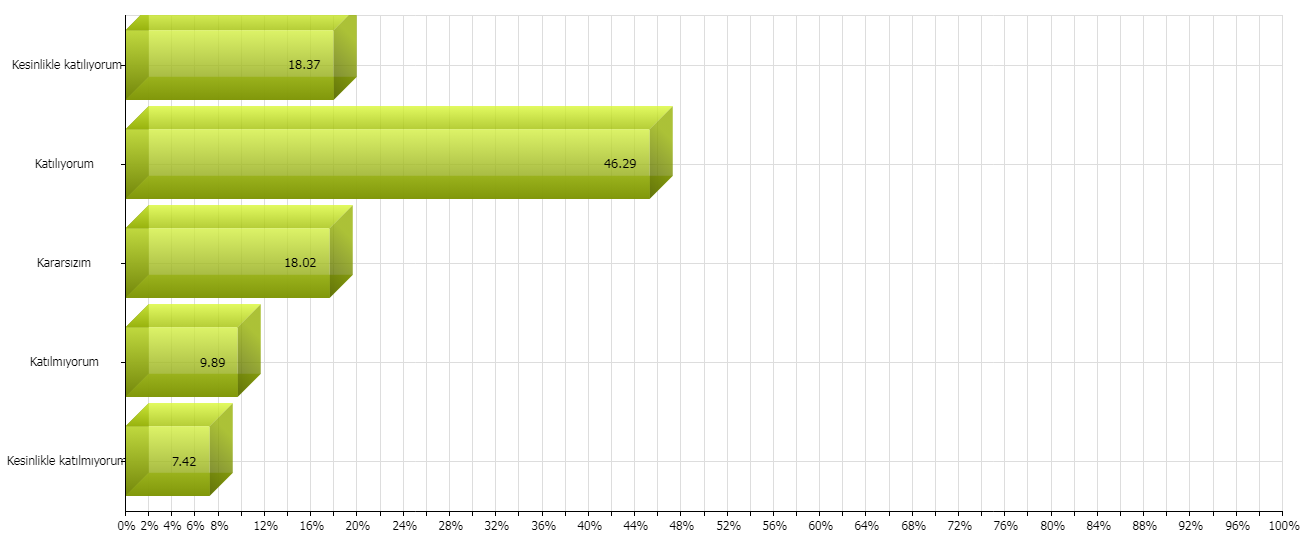 Kesinlikle katılıyorum
18.37
Katılıyorum
46.29
Kararsızım
18.02
Katılmıyorum
9.89
Kesinlikle katılmıyorum
7.42
0% 2% 4% 6% 8% 12% 16% 20% 24% 28% 32% 36% 40% 44% 48% 52% 56% 60% 64% 68% 72% 76% 80% 84% 88% 92% 96% 100%